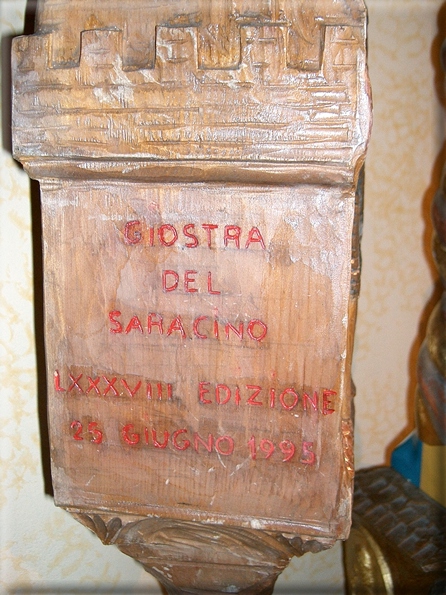 GIOSTRA
DEL
SARACINO
LXXXVIII EDIZIONE
25 GIUGNO 1995